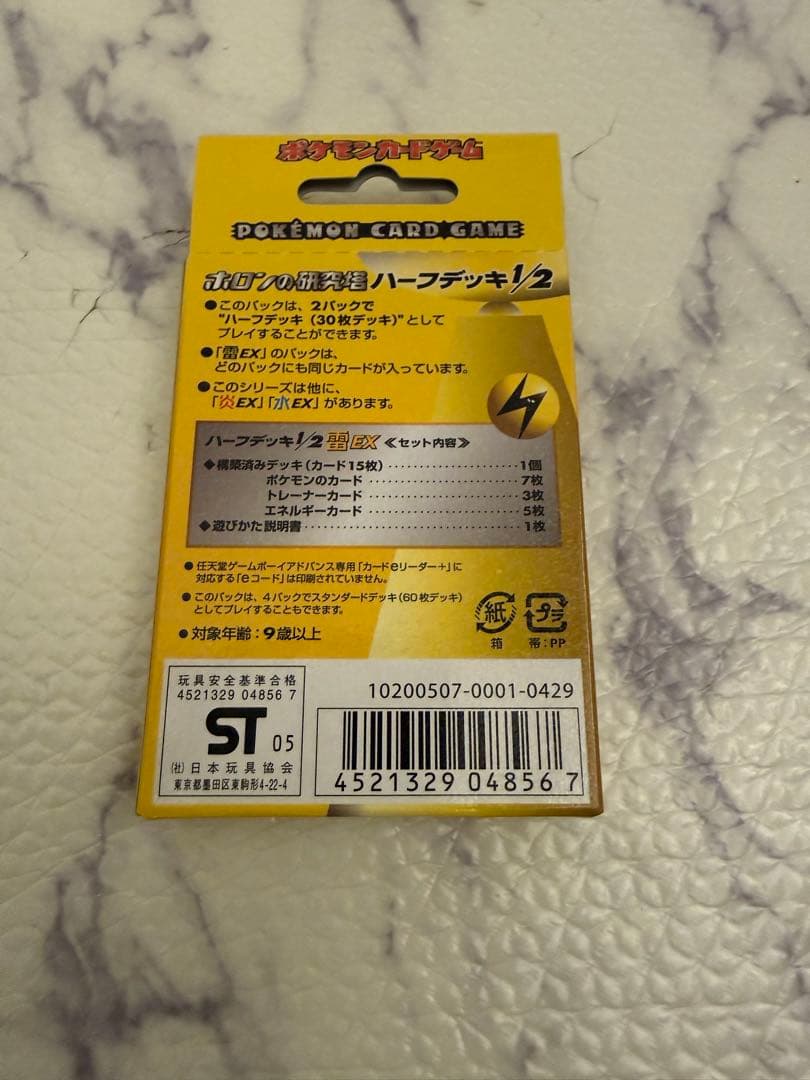 ポケモンカードゲーム
POKÉMON CARD GAME
ホロンの研究塔 ハーフデッキ1/2
●このパックは、2パックで
"ハーフデッキ（30枚デッキ）"として
プレイすることができます。
●「雷EX」のパックは、
どのパックにも同じカードが入っています。
●このシリーズは他に、
「炎EX」「水EX」があります。
ハーフデッキ1/2 雷EX ≪セット内容≫
◆構築済みデッキ（カード15枚）‥‥‥‥‥‥1個
ポケモンのカード‥‥‥‥‥‥7枚
トレーナーカード‥‥‥‥‥‥3枚
エネルギーカード‥‥‥‥‥‥5枚
◆遊びかた説明書‥‥‥‥‥‥1枚
●任天堂ゲームボーイアドバンス専用「カードeリーダー+」に
対応する「eコード」は印刷されていません。
●このパックは、4パックでスタンダードデッキ（60枚デッキ）
としてプレイすることもできます。
●対象年齢：9歳以上
紙 プラ
箱 帯：PP
玩具安全基準合格
4521329 04856 7
ST 05
(社)日本玩具協会
東京都墨田区東駒形4-22-4
10200507-0001-0429
4 521329 048567